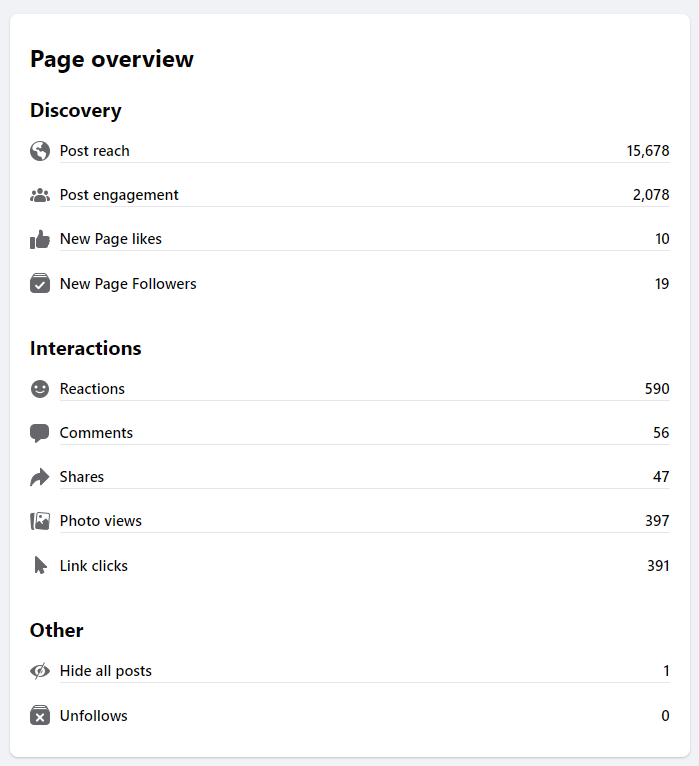 Page overview
Discovery
Post reach 15,678
Post engagement 2,078
New Page likes 10
New Page Followers 19
Interactions
Reactions 590
Comments 56
Shares 47
Photo views 397
Link clicks 391
Other
Hide all posts 1
Unfollows 0